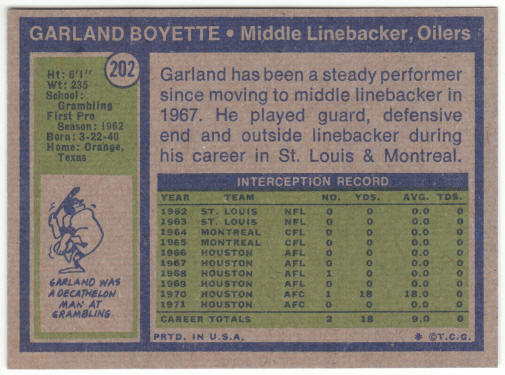 GARLAND BOYETTE • Middle Linebacker, Oilers
202
Ht: 6'1"
Wt: 235
School:
Grambling
First Pro
Season: 1962
Born: 3-22-40
Home: Orange,
Texas
GARLAND WAS
A DECATHELON
MAN AT
GRAMBLING.
Garland has been a steady performer
since moving to middle linebacker in
1967. He played guard, defensive
end and outside linebacker during
his career in St. Louis & Montreal.
INTERCEPTION RECORD
YEAR TEAM NO. YDS. AVG. TDS.
1962 ST. LOUIS NFL 0 0 0.0 0
1963 ST. LOUIS NFL 0 0 0.0 0
1964 MONTREAL CFL 0 0 0.0 0
1965 MONTREAL CFL 0 0 0.0 0
1966 HOUSTON AFL 0 0 0.0 0
1967 HOUSTON AFL 0 0 0.0 0
1968 HOUSTON AFL 1 0 0.0 0
1969 HOUSTON AFL 0 0 0.0 0
1970 HOUSTON AFC 1 18 18.0 0
1971 HOUSTON AFC 0 0 0.0 0
CAREER TOTALS 2 18 9.0 0
PRTD. IN U.S.A. * ©T.C.G.